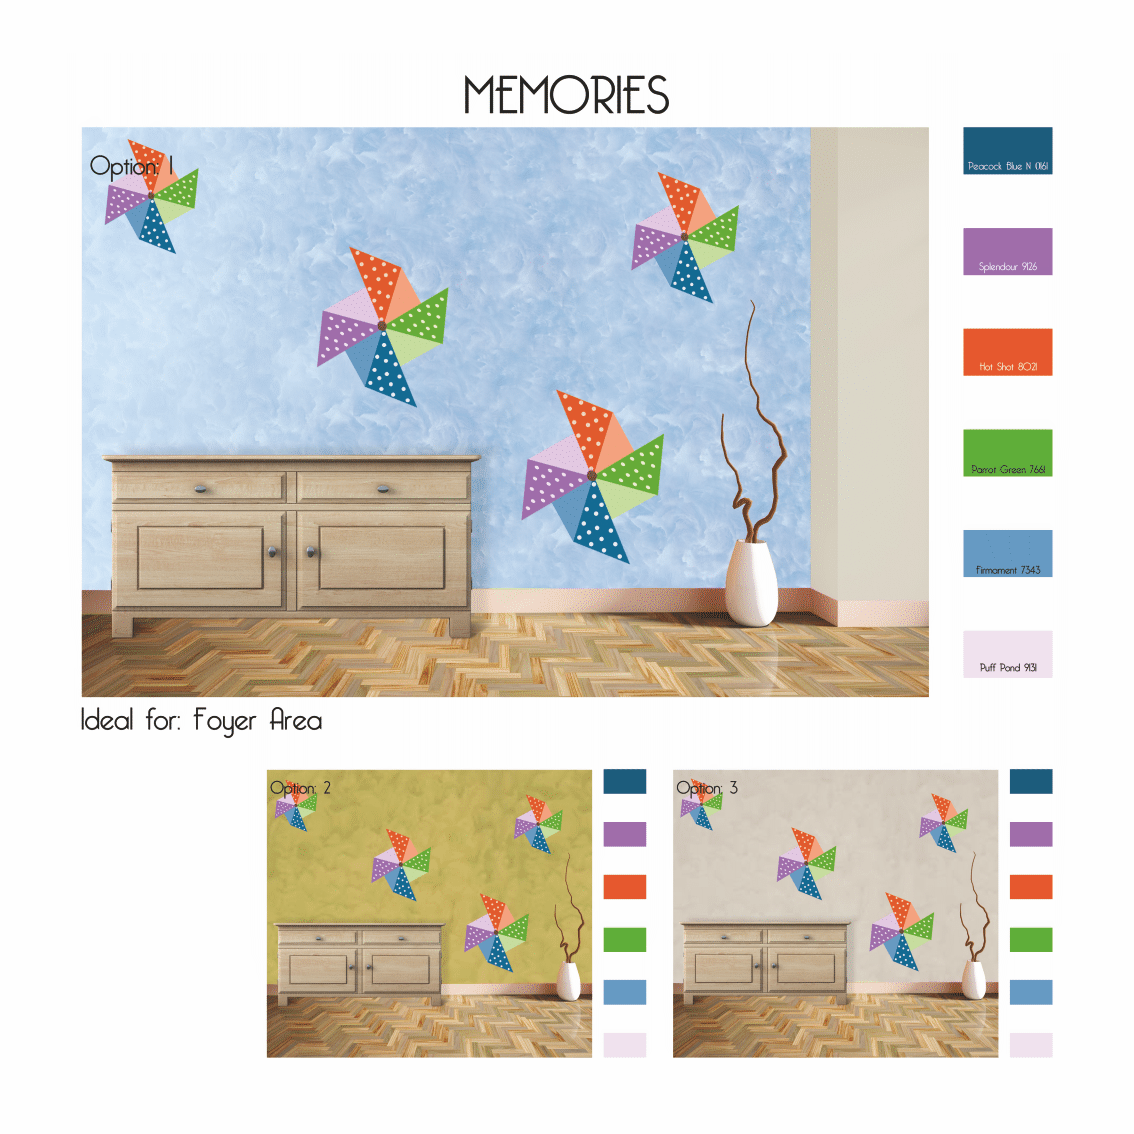 MEMORIES
Option: 1
Peacock Blue N 0161
Splendour 9126
Hot Shot 8021
Parrot Green 7661
Firmament 7343
Puff Pond 9131
Ideal for: Foyer Area
Option: 2
Option: 3